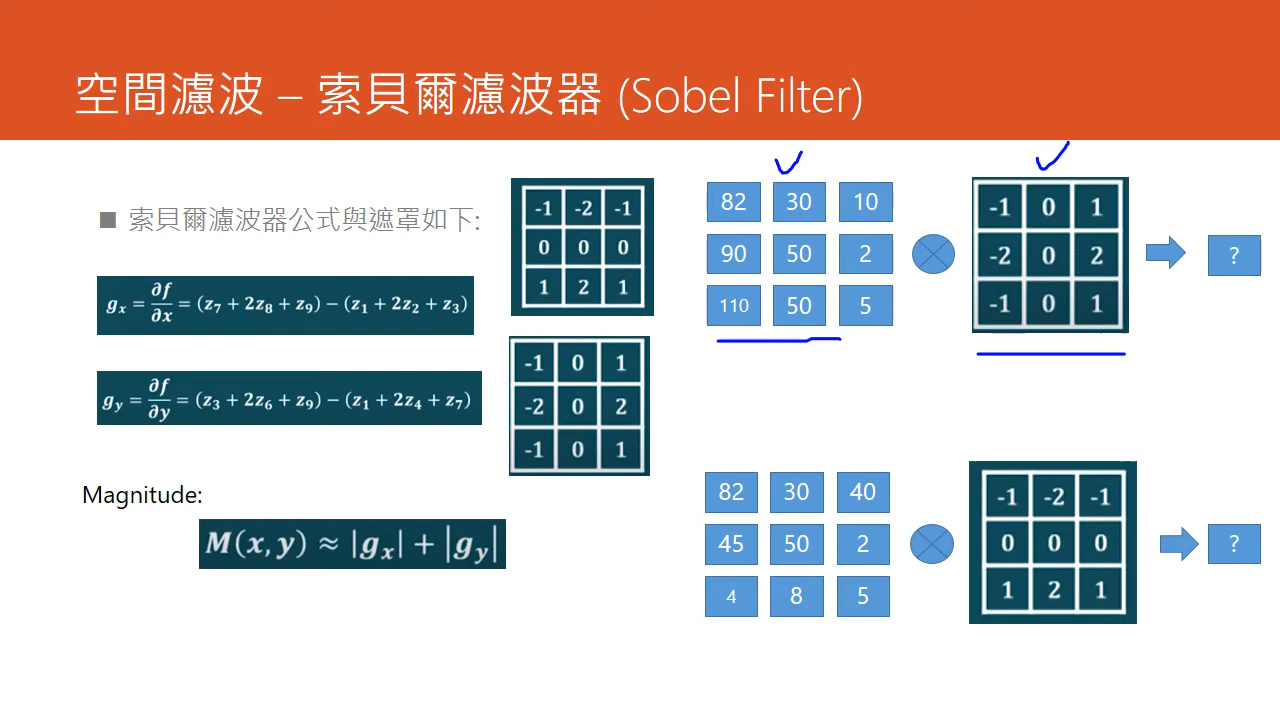 空間濾波 – 索貝爾濾波器 (Sobel Filter)
■ 索貝爾濾波器公式與遮罩如下:
-1 -2 -1
0 0 0
1 2 1
gₓ = ∂f/∂x = (z₇ + 2z₈ + z₉) − (z₁ + 2z₂ + z₃)
-1 0 1
-2 0 2
-1 0 1
g_y = ∂f/∂y = (z₃ + 2z₆ + z₉) − (z₁ + 2z₄ + z₇)
Magnitude:
M(x, y) ≈ |gₓ| + |g_y|
82 30 10
90 50 2
110 50 5
-1 0 1
-2 0 2
-1 0 1
?
82 30 40
45 50 2
4 8 5
-1 -2 -1
0 0 0
1 2 1
?